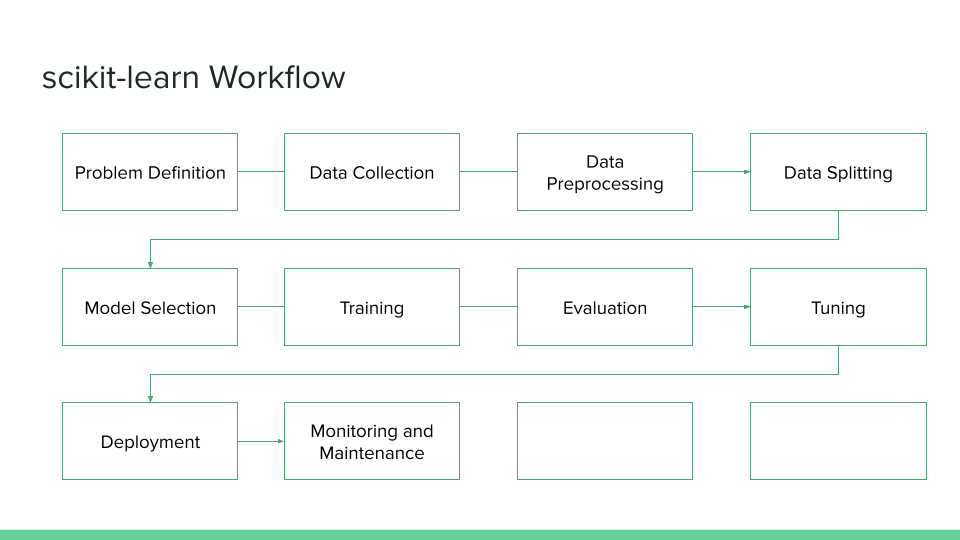 scikit-learn Workflow
Problem Definition
Data Collection
Data
Preprocessing
Data Splitting
Model Selection
Training
Evaluation
Tuning
Deployment
Monitoring and
Maintenance